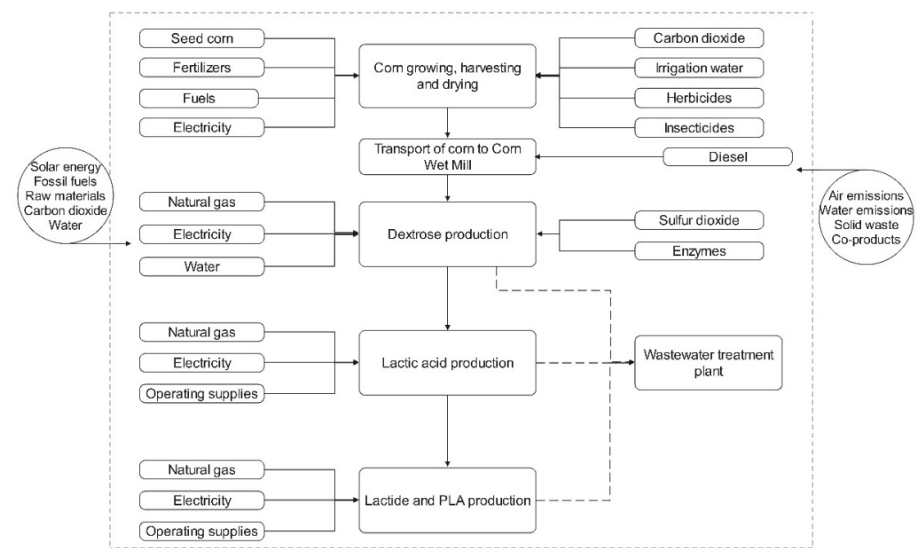 Seed corn
Fertilizers
Fuels
Electricity
Corn growing, harvesting
and drying
Carbon dioxide
Irrigation water
Herbicides
Insecticides
Transport of corn to Corn
Wet Mill
Diesel
Solar energy
Fossil fuels
Raw materials
Carbon dioxide
Water
Air emissions
Water emissions
Solid waste
Co-products
Natural gas
Electricity
Water
Dextrose production
Sulfur dioxide
Enzymes
Natural gas
Electricity
Operating supplies
Lactic acid production
Wastewater treatment
plant
Natural gas
Electricity
Operating supplies
Lactide and PLA production